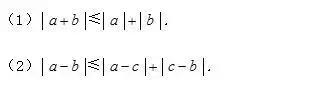 （1）| a + b |≤| a | + | b |.
（2）| a − b |≤| a − c | + | c − b |.